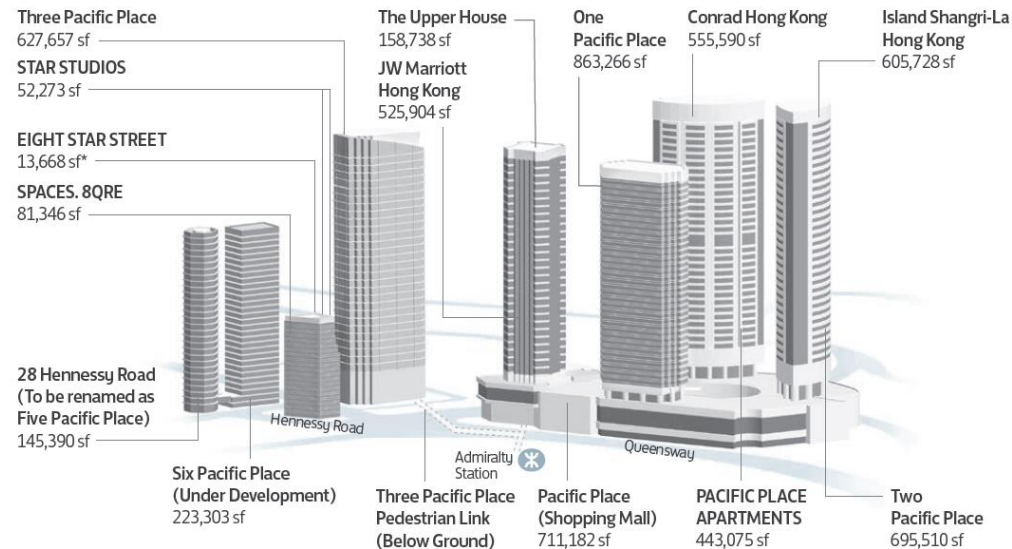 Three Pacific Place
627,657 sf
STAR STUDIOS
52,273 sf
EIGHT STAR STREET
13,668 sf*
SPACES. 8QRE
81,346 sf
The Upper House
158,738 sf
JW Marriott
Hong Kong
525,904 sf
One
Pacific Place
863,266 sf
Conrad Hong Kong
555,590 sf
Island Shangri-La
Hong Kong
605,728 sf
28 Hennessy Road
(To be renamed as
Five Pacific Place)
145,390 sf
Hennessy Road
Queensway
Admiralty
Station
Six Pacific Place
(Under Development)
223,303 sf
Three Pacific Place
Pedestrian Link
(Below Ground)
Pacific Place
(Shopping Mall)
711,182 sf
PACIFIC PLACE
APARTMENTS
443,075 sf
Two
Pacific Place
695,510 sf